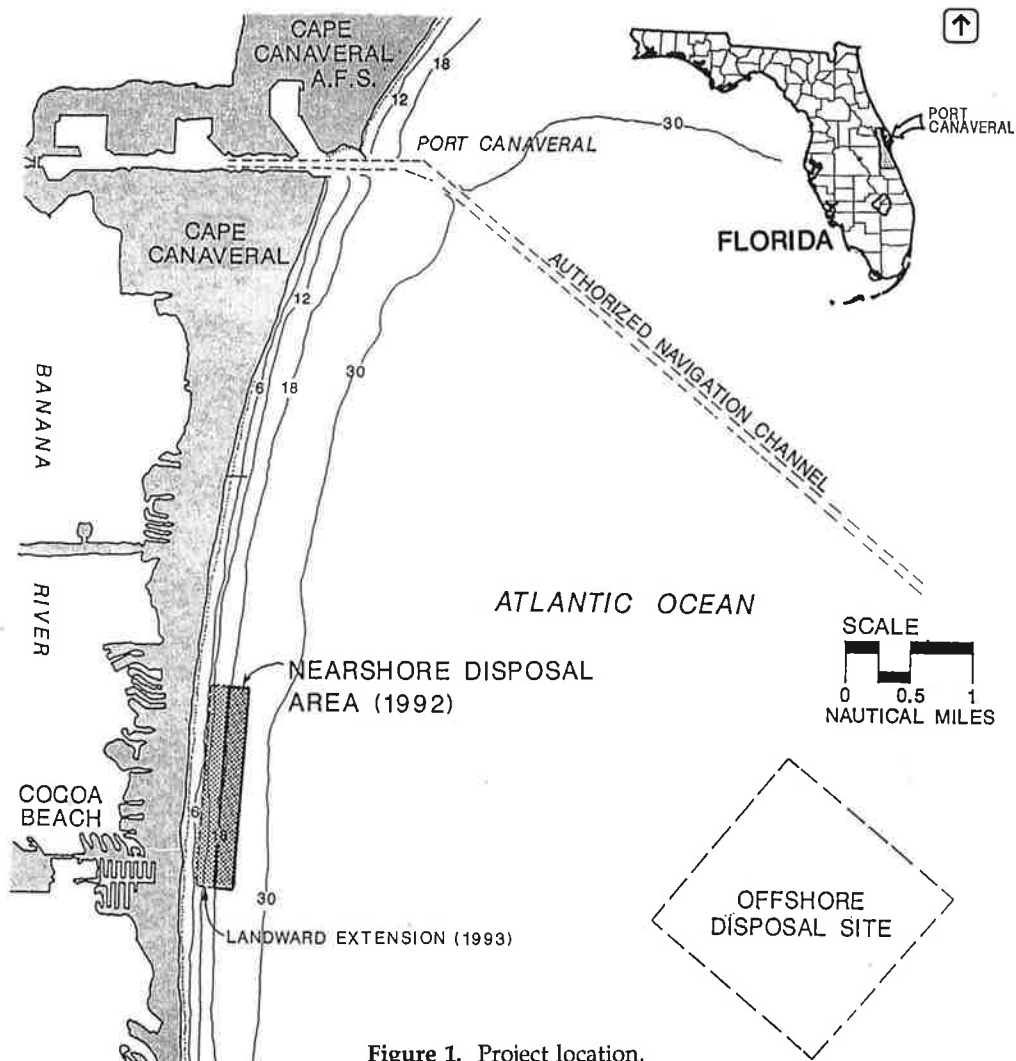 CAPE
CANAVERAL
A.F.S.
18
12
PORT CANAVERAL
30
PORT
CANAVERAL
FLORIDA
CAPE
CANAVERAL
12
6
18
30
AUTHORIZED NAVIGATION CHANNEL
BANANA
RIVER
ATLANTIC OCEAN
SCALE
0 0.5 1
NAUTICAL MILES
NEARSHORE DISPOSAL
AREA (1992)
COCOA
BEACH
6
18
30
LANDWARD EXTENSION (1993)
OFFSHORE
DISPOSAL SITE
Figure 1. Project location.